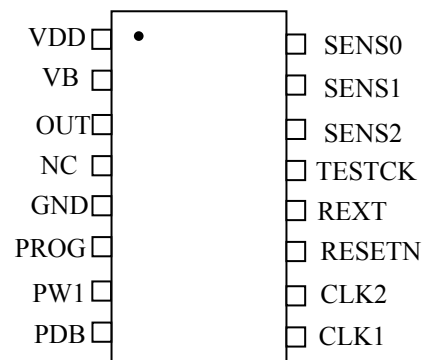 VDD
VB
OUT
NC
GND
PROG
PW1
PDB
SENS0
SENS1
SENS2
TESTCK
REXT
RESETN
CLK2
CLK1